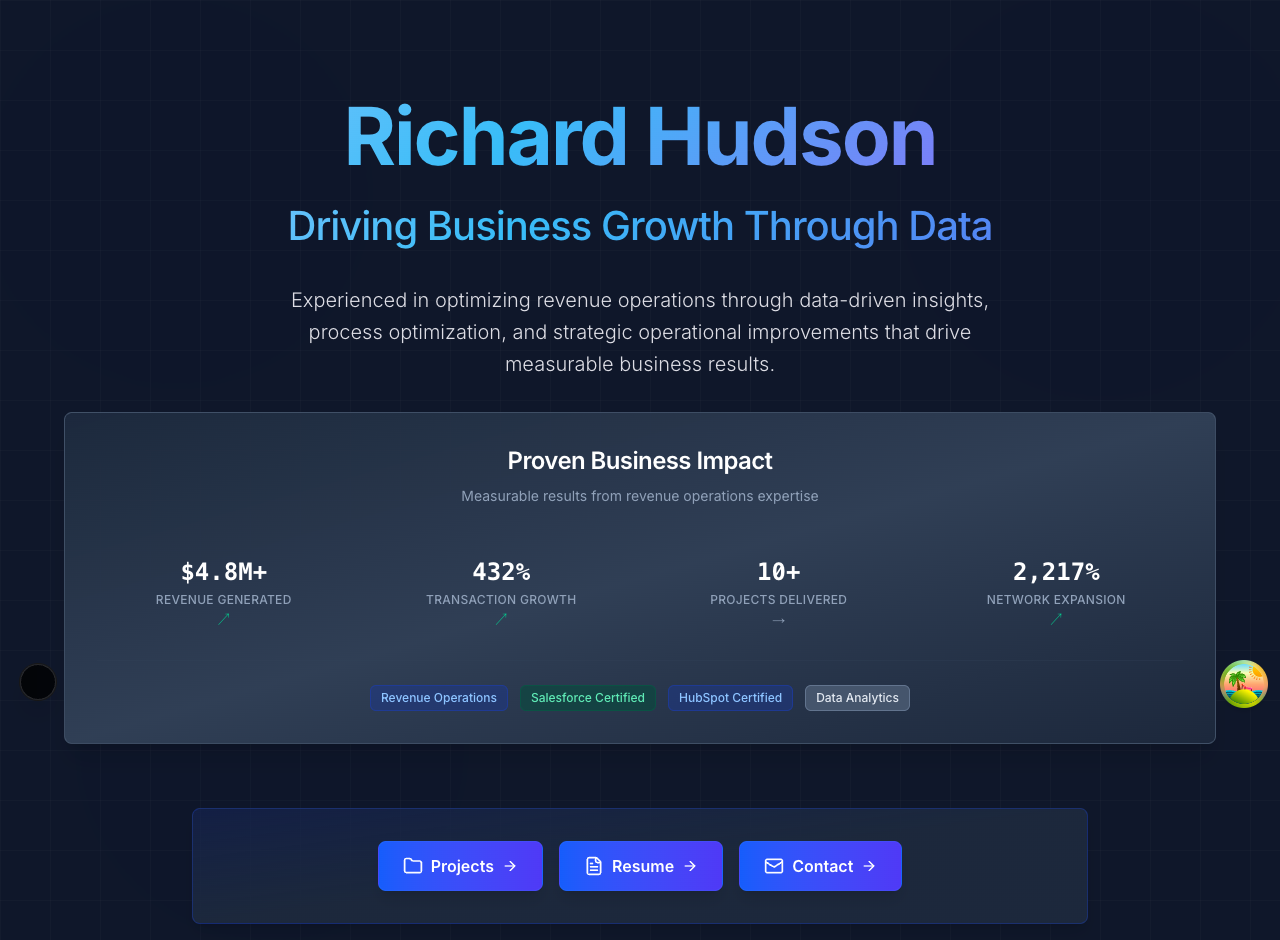 Richard Hudson
Driving Business Growth Through Data
Experienced in optimizing revenue operations through data-driven insights,
process optimization, and strategic operational improvements that drive
measurable business results.
Proven Business Impact
Measurable results from revenue operations expertise
$4.8M+
REVENUE GENERATED
↗
432%
TRANSACTION GROWTH
↗
10+
PROJECTS DELIVERED
→
2,217%
NETWORK EXPANSION
↗
Revenue Operations
Salesforce Certified
HubSpot Certified
Data Analytics
Projects
Resume
Contact